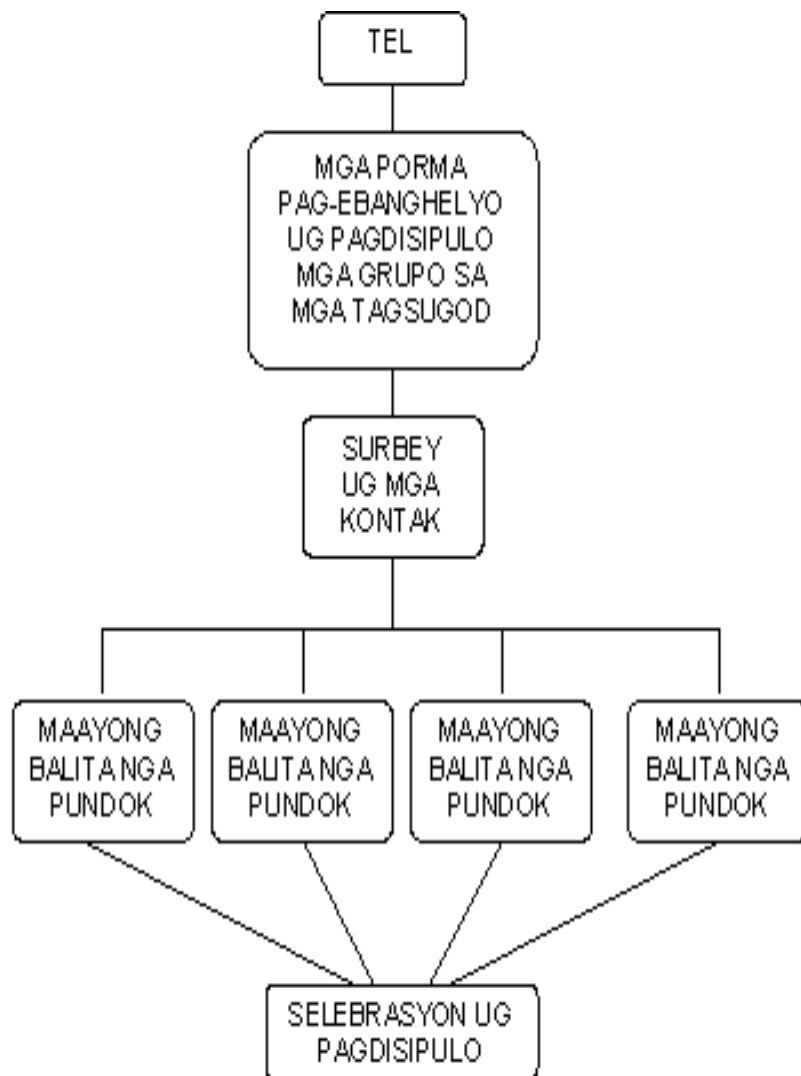 TEL
MGA PORMA
PAG-EBANGHELYO
UG PAGDISIPULO
MGA GRUPO SA
MGA TAGSUGOD
SURBEY
UG MGA
KONTAK
MAAYONG
BALITA NGA
PUNDOK
MAAYONG
BALITA NGA
PUNDOK
MAAYONG
BALITA NGA
PUNDOK
MAAYONG
BALITA NGA
PUNDOK
SELEBRASYON UG
PAGDISIPULO